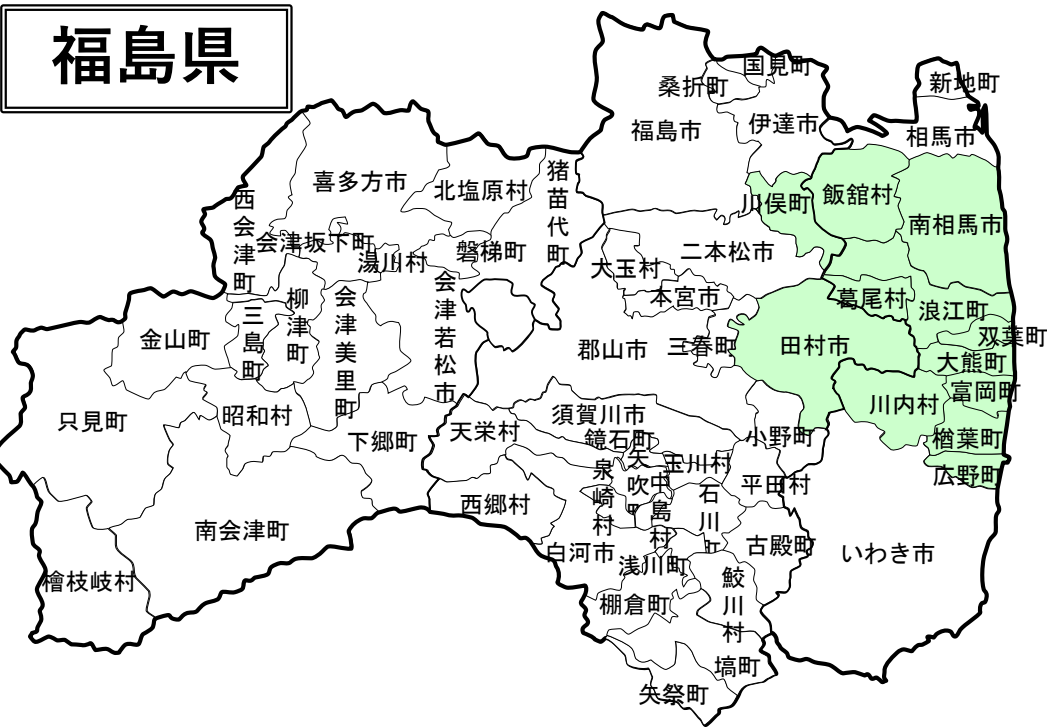 福島県
国見町
桑折町
新地町
福島市
伊達市
相馬市
喜多方市
北塩原村
猪苗代町
川俣町
飯舘村
西会津町
南相馬市
会津坂下町
湯川村
磐梯町
二本松市
大玉村
柳津町
会津美里町
会津若松市
本宮市
葛尾村
浪江町
三島町
金山町
郡山市
三春町
田村市
双葉町
大熊町
富岡町
只見町
昭和村
下郷町
天栄村
須賀川市
鏡石町
小野町
川内村
楢葉町
広野町
矢吹町
玉川村
泉崎村
中島村
石川町
平田村
西郷村
南会津町
白河市
浅川町
古殿町
いわき市
檜枝岐村
棚倉町
鮫川村
塙町
矢祭町